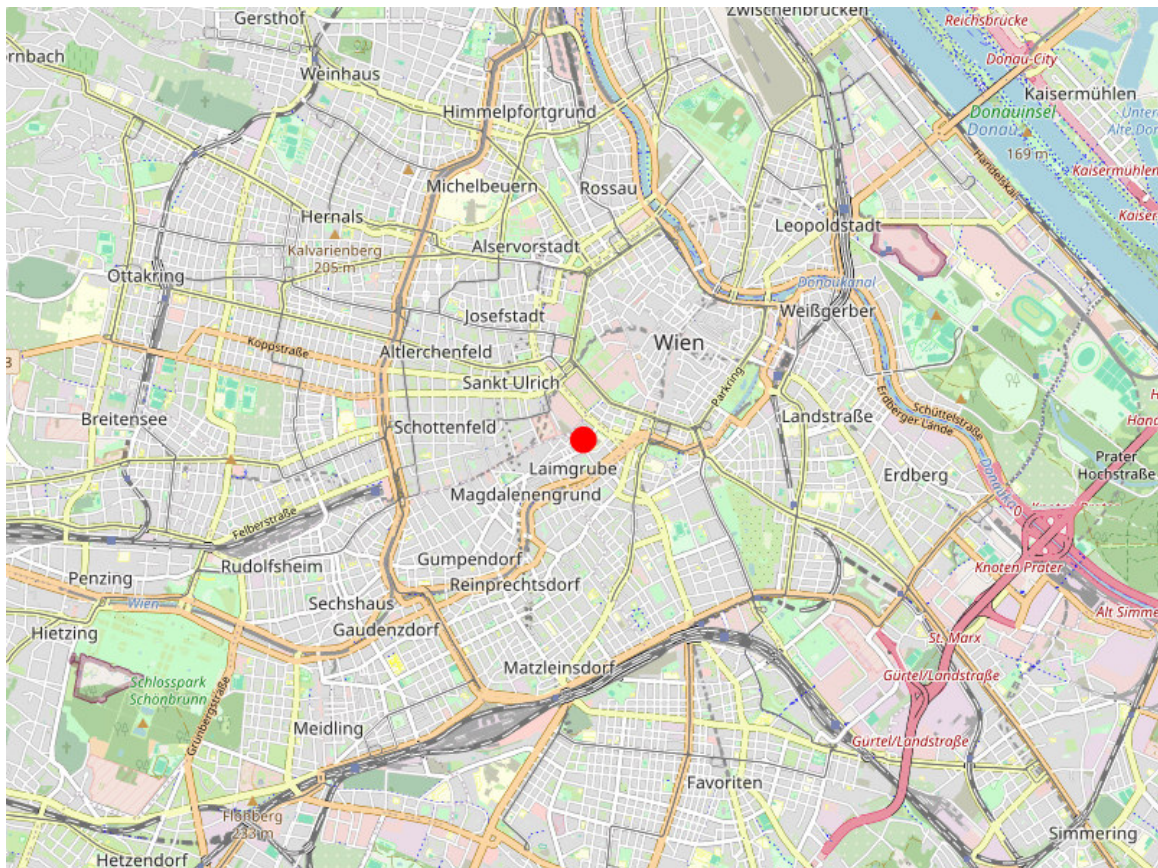 Gersthof
Zwischenbrücken
Reichsbrücke
Donau-City
ornbach
Weinhaus
Kaisermühlen
Himmelpfortgrund
Donauinsel
Donau
169 m
Handelskai
Kaisermühlen
Michelbeuern
Rossau
Hernals
Kalvarienberg
205 m
Alservorstadt
Leopoldstadt
Ottakring
Donaukanal
Josefstadt
Weißgerber
Koppstraße
Altlerchenfeld
Wien
Sankt Ulrich
Parkring
Breitensee
Schottenfeld
Landstraße
Schüttelstraße
Erdberger Lände
Prater
Hochstraße
Laimgrube
Erdberg
Magdalenengrund
Felberstraße
Rudolfsheim
Gumpendorf
Reinprechtsdorf
Knoten Prater
Penzing
Wien
Sechshaus
Gaudenzdorf
Alt Simme
Hietzing
St. Marx
Schlosspark
Schönbrunn
Matzleinsdorf
Gürtel/Landstraße
Grünbergstraße
Meidling
Gürtel/Landstraße
Favoriten
233 m
Simmering
Hetzendorf